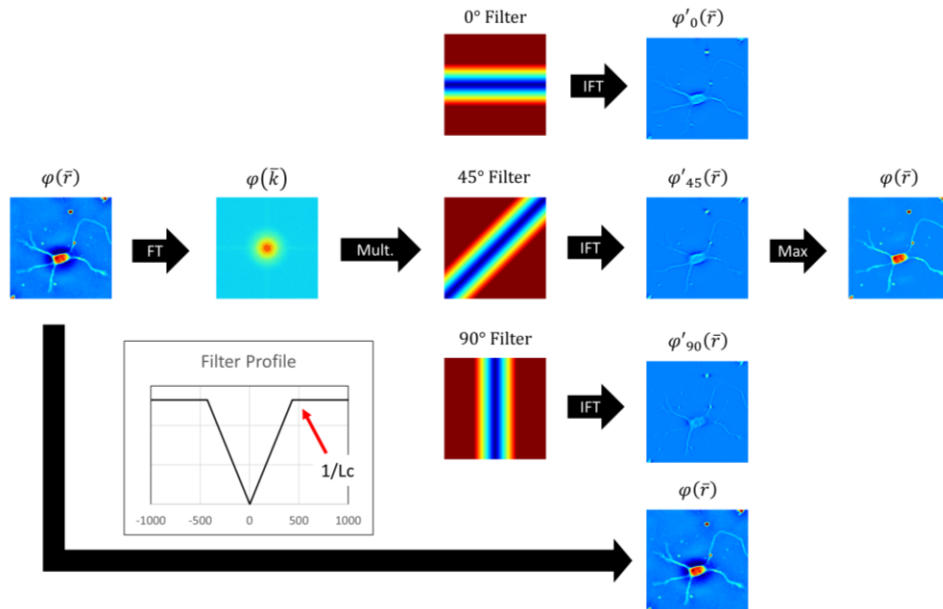 0° Filter
φ′₀(r̄)
IFT
φ(r̄)
φ(k̄)
45° Filter
φ′₄₅(r̄)
φ(r̄)
FT
Mult.
IFT
Max
90° Filter
φ′₉₀(r̄)
Filter Profile
IFT
1/Lc
-1000
-500
0
500
1000
φ(r̄)